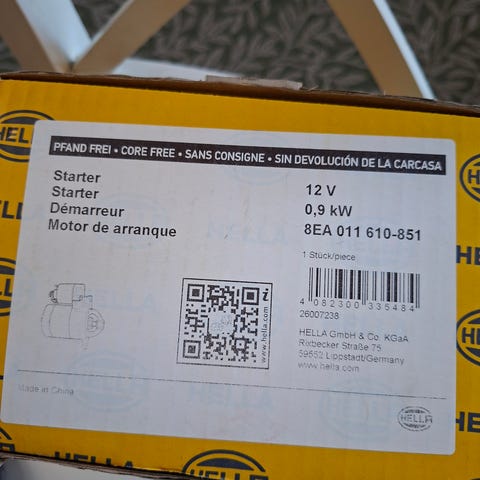 HELLA
PFAND FREI • CORE FREE • SANS CONSIGNE • SIN DEVOLUCIÓN DE LA CARCASA
Starter
Starter
Démarreur
Motor de arranque
12 V
0,9 kW
8EA 011 610-851
1 Stück/piece
4 082300 335484
26007238
HELLA GmbH & Co. KGaA
Rixbecker Straße 75
59552 Lippstadt/Germany
www.hella.com
www.hella.com
i
Made in China
HELLA
HELLA